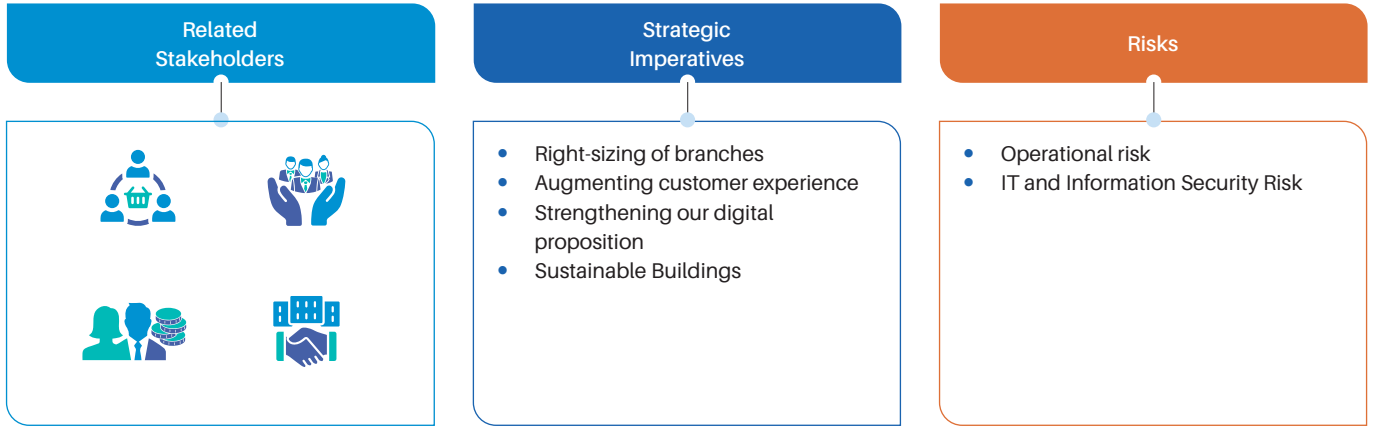 Related
Stakeholders
Strategic
Imperatives
Risks
• Right-sizing of branches
• Augmenting customer experience
• Strengthening our digital
proposition
• Sustainable Buildings
• Operational risk
• IT and Information Security Risk